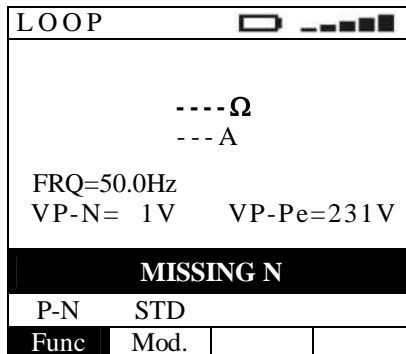 LOOP
----Ω
---A
FRQ=50.0Hz
VP-N= 1V VP-Pe=231V
MISSING N
P-N STD
Func Mod.